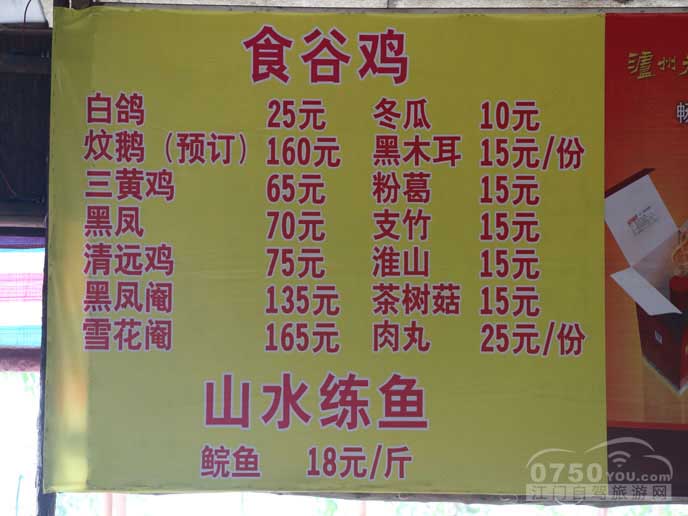 食谷鸡
白鸽 25元 冬瓜 10元
炆鹅（预订）160元 黑木耳 15元/份
三黄鸡 65元 粉葛 15元
黑凤 70元 支竹 15元
清远鸡 75元 淮山 15元
黑凤阉 135元 茶树菇 15元
雪花阉 165元 肉丸 25元/份
山水练鱼
鲩鱼 18元/斤
泸州
畅
0750YOU.com
江门自驾旅游网